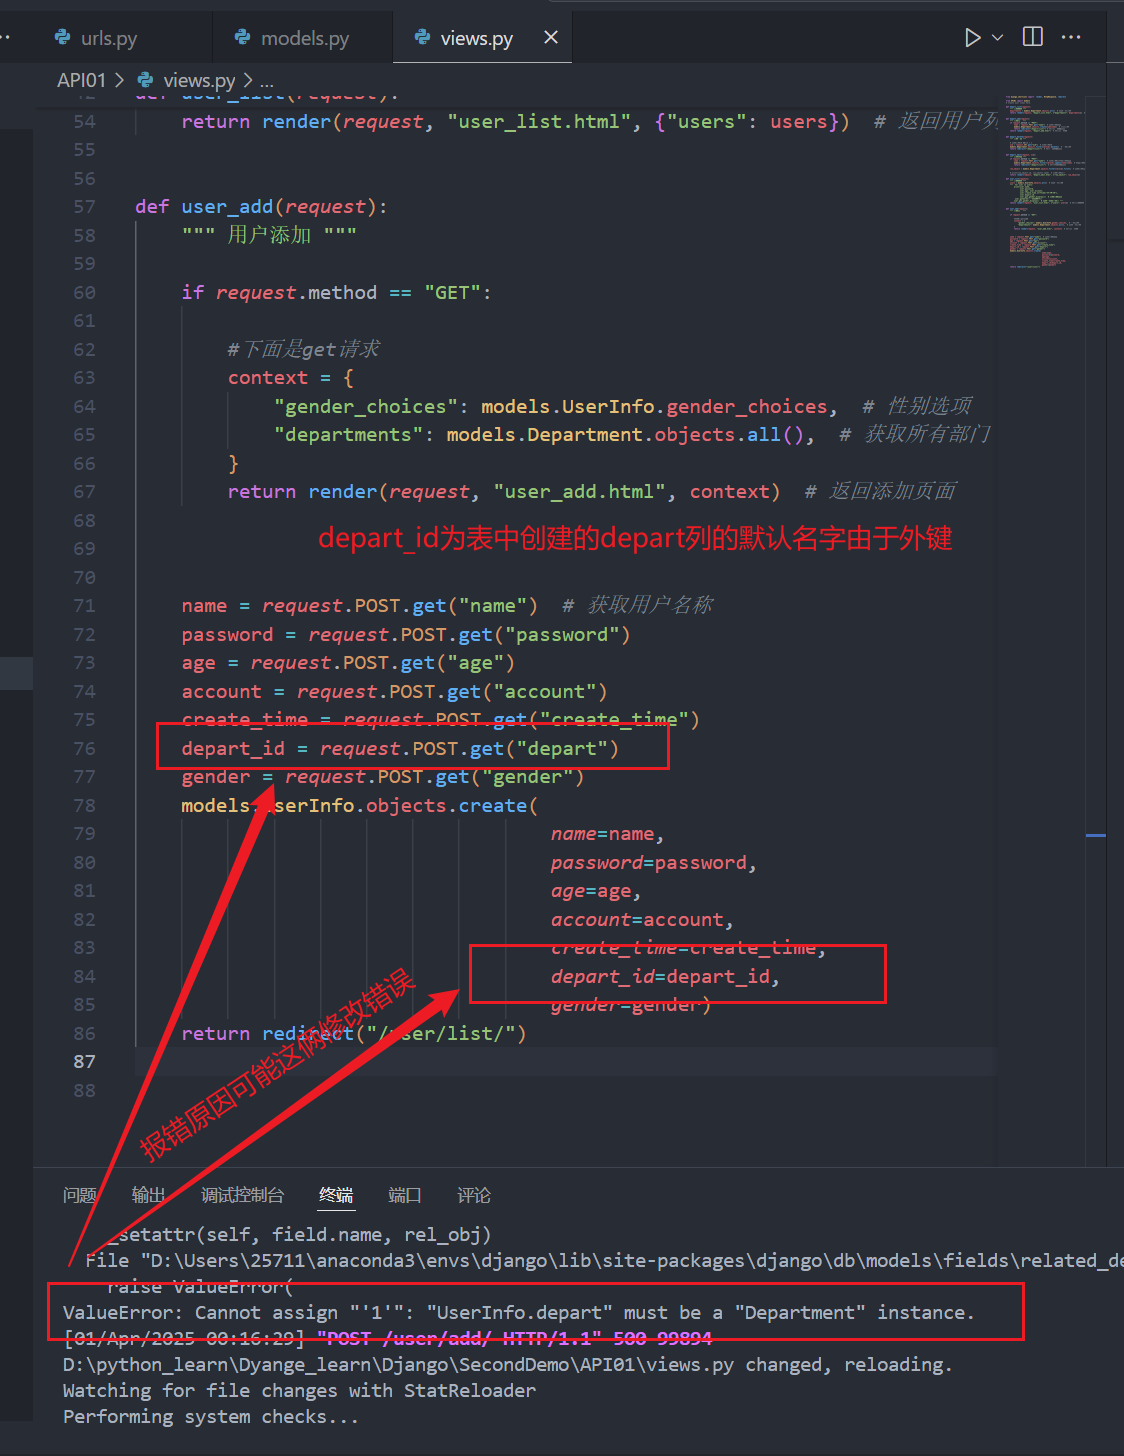 urls.py
models.py
views.py
API01 > views.py > ...
def user_list(request):
54 return render(request, "user_list.html", {"users": users}) # 返回用户列
55
56
57 def user_add(request):
58 """ 用户添加 """
59
60 if request.method == "GET":
61
62 #下面是get请求
63 context = {
64 "gender_choices": models.UserInfo.gender_choices, # 性别选项
65 "departments": models.Department.objects.all(), # 获取所有部门
66 }
67 return render(request, "user_add.html", context) # 返回添加页面
68
depart_id为表中创建的depart列的默认名字由于外键
69
70
71 name = request.POST.get("name") # 获取用户名称
72 password = request.POST.get("password")
73 age = request.POST.get("age")
74 account = request.POST.get("account")
75 create_time = request.POST.get("create_time")
76 depart_id = request.POST.get("depart")
77 gender = request.POST.get("gender")
78 models.UserInfo.objects.create(
79 name=name,
80 password=password,
81 age=age,
82 account=account,
83 create_time=create_time,
84 depart_id=depart_id,
85 gender=gender)
86 return redirect("/user/list/")
87
88
报错原因可能这俩修改错误
问题 输出 调试控制台 终端 端口 评论
_setattr(self, field.name, rel_obj)
File "D:\Users\25711\anaconda3\envs\django\lib\site-packages\django\db\models\fields\related_de
raise ValueError(
ValueError: Cannot assign "'1'": "UserInfo.depart" must be a "Department" instance.
[01/Apr/2025 00:16:29] "POST /user/add/ HTTP/1.1" 500 99894
D:\python_learn\Dyange_learn\Django\SecondDemo\API01\views.py changed, reloading.
Watching for file changes with StatReloader
Performing system checks...